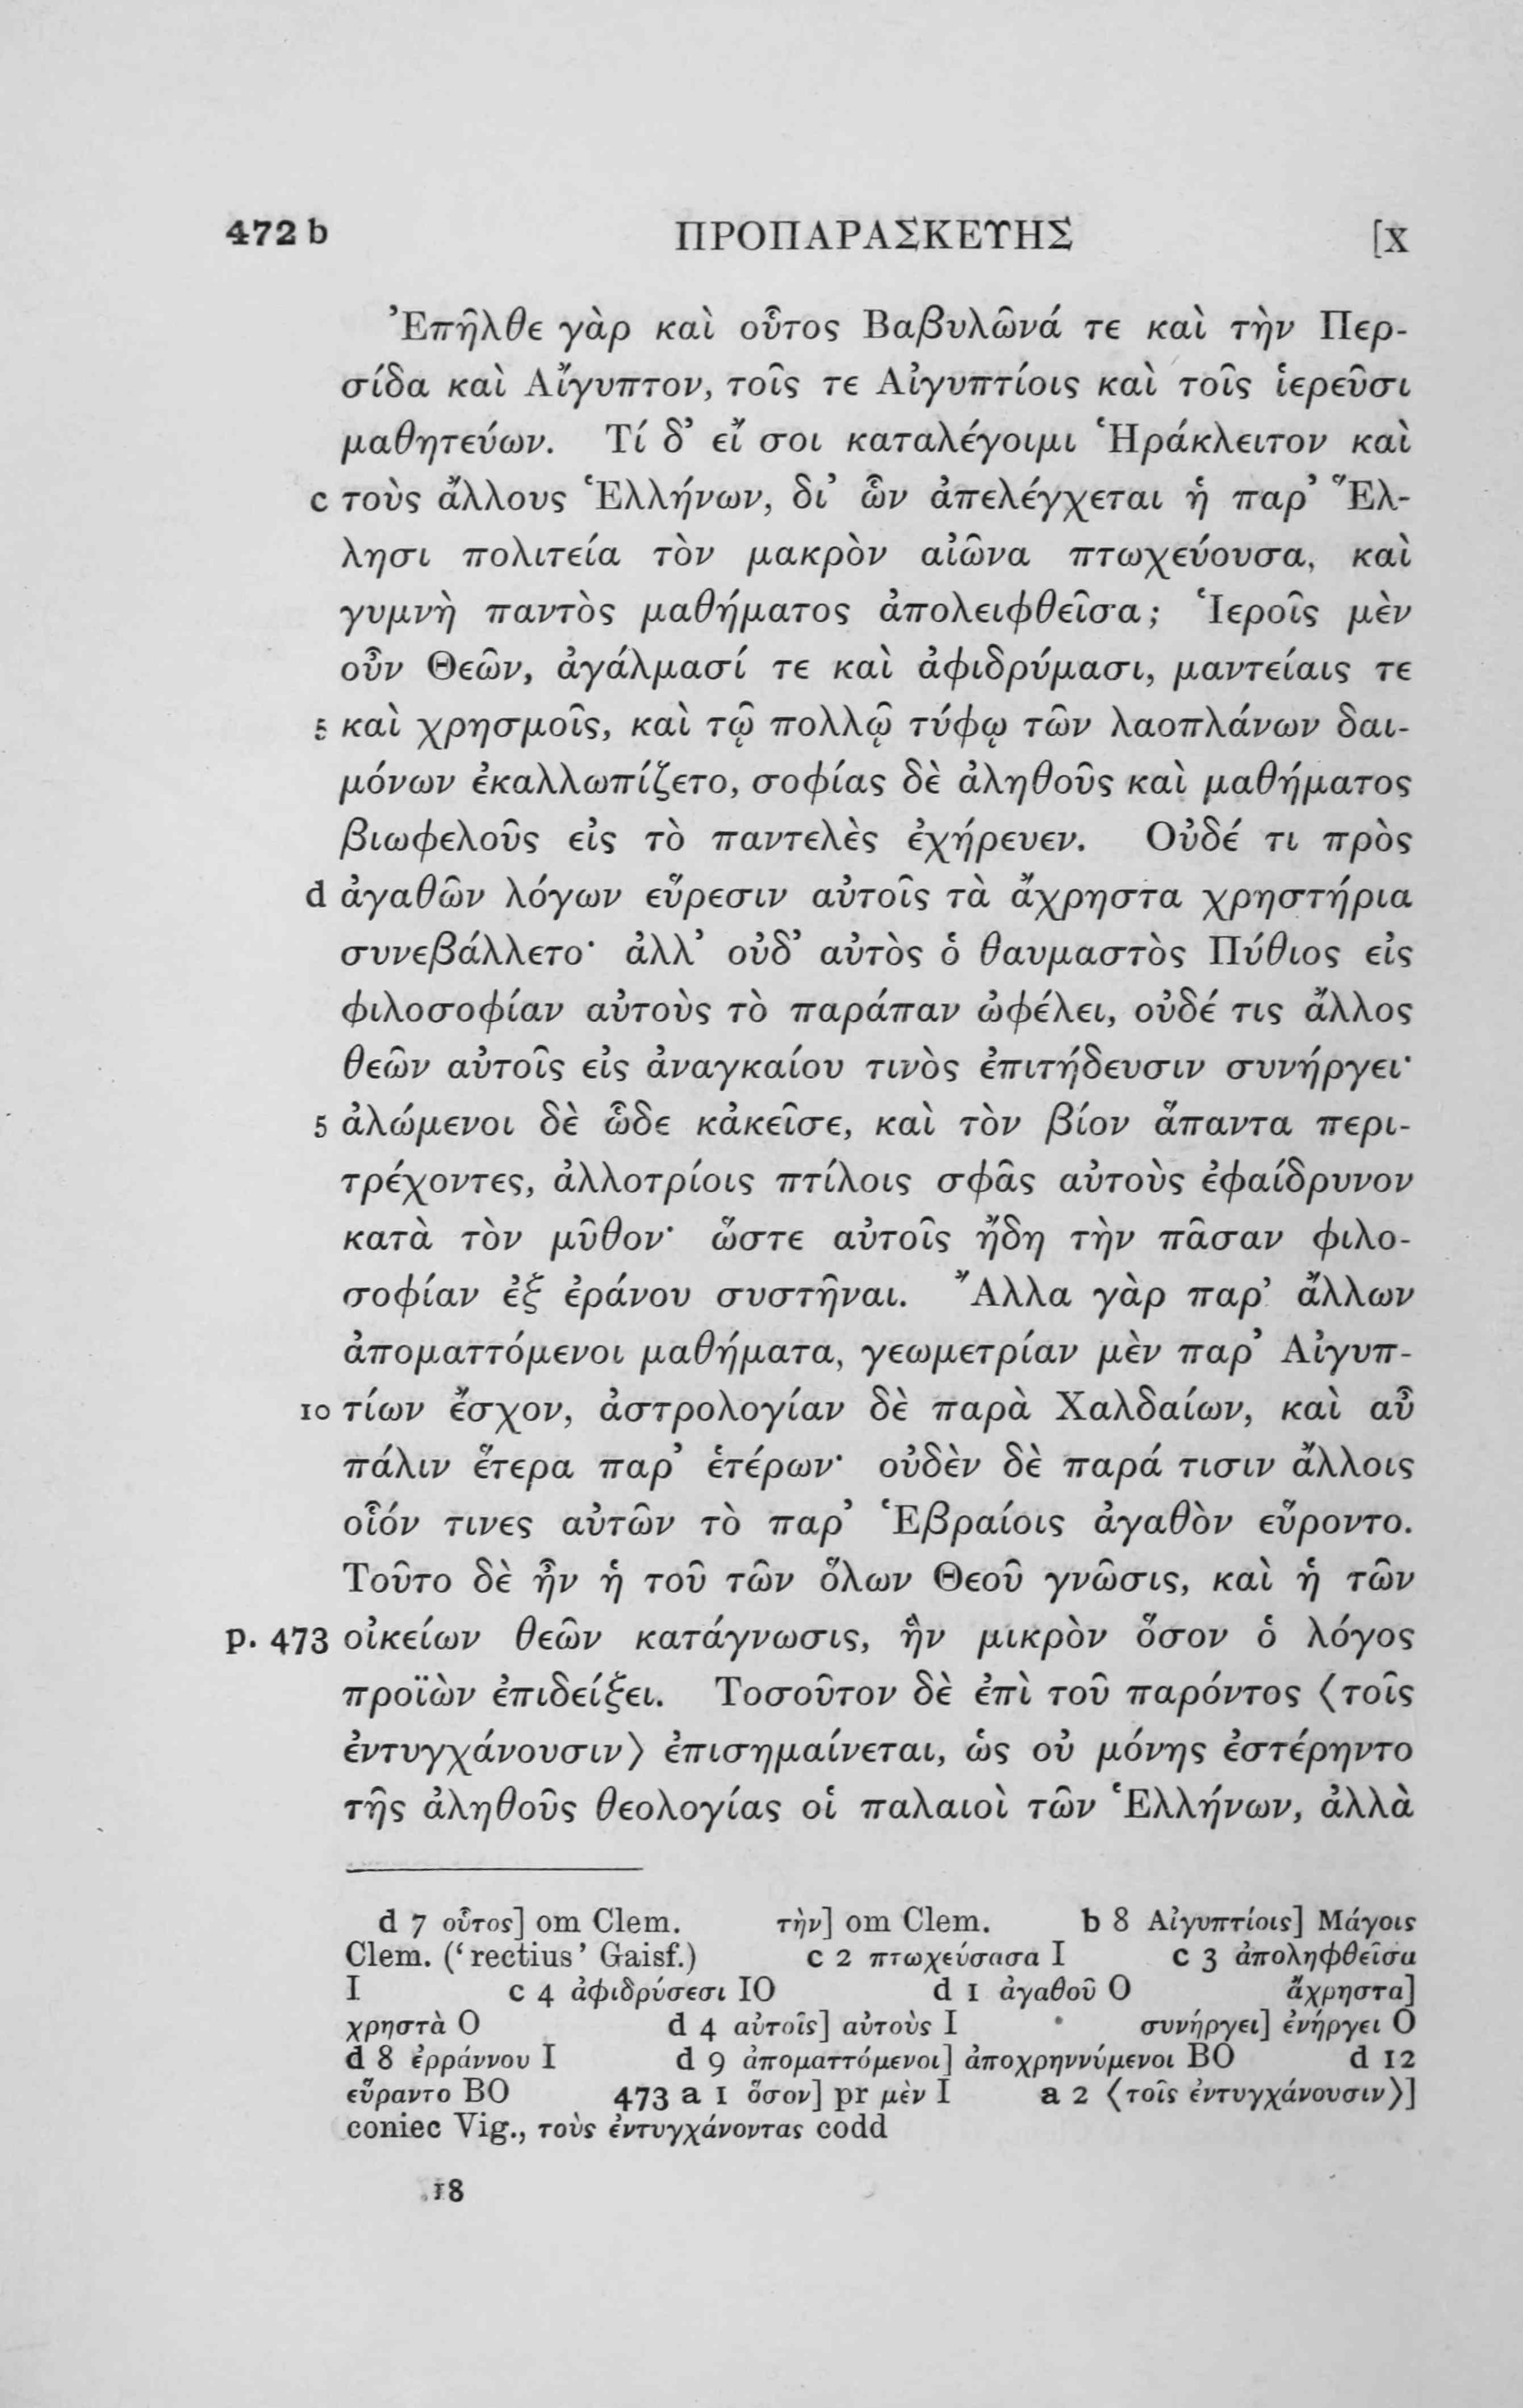 472 b ΠΡΟΠΑΡΑΣΚΕΥΗΣ [X
Ἐπῆλθε γὰρ καὶ οὗτος Βαβυλῶνά τε καὶ τὴν Περ-
σίδα καὶ Αἴγυπτον, τοῖς τε Αἰγυπτίοις καὶ τοῖς ἱερεῦσι
μαθητεύων. Τί δ’ εἴ σοι καταλέγοιμι Ἡράκλειτον καὶ
c τοὺς ἄλλους Ἑλλήνων, δι’ ὧν ἀπελέγχεται ἡ παρ’ Ἕλ-
λησι πολιτεία τὸν μακρὸν αἰῶνα πτωχεύουσα, καὶ
γυμνὴ παντὸς μαθήματος ἀπολειφθεῖσα; Ἱεροῖς μὲν
οὖν Θεῶν, ἀγάλμασί τε καὶ ἀφιδρύμασι, μαντείαις τε
5 καὶ χρησμοῖς, καὶ τῷ πολλῷ τύφῳ τῶν λαοπλάνων δαι-
μόνων ἐκαλλωπίζετο, σοφίας δὲ ἀληθοῦς καὶ μαθήματος
βιωφελοῦς εἰς τὸ παντελὲς ἐχήρευεν. Οὐδέ τι πρὸς
d ἀγαθῶν λόγων εὕρεσιν αὐτοῖς τὰ ἄχρηστα χρηστήρια
συνεβάλλετο· ἀλλ’ οὐδ’ αὐτὸς ὁ θαυμαστὸς Πύθιος εἰς
φιλοσοφίαν αὐτοὺς τὸ παράπαν ὠφέλει, οὐδέ τις ἄλλος
θεῶν αὐτοῖς εἰς ἀναγκαίου τινὸς ἐπιτήδευσιν συνήργει·
5 ἀλώμενοι δὲ ὧδε κἀκεῖσε, καὶ τὸν βίον ἅπαντα περι-
τρέχοντες, ἀλλοτρίοις πτίλοις σφᾶς αὐτοὺς ἐφαίδρυνον
κατὰ τὸν μῦθον· ὥστε αὐτοῖς ἤδη τὴν πᾶσαν φιλο-
σοφίαν ἐξ ἐράνου συστῆναι. Ἄλλα γὰρ παρ’ ἄλλων
ἀποματτόμενοι μαθήματα, γεωμετρίαν μὲν παρ’ Αἰγυπ-
10 τίων ἔσχον, ἀστρολογίαν δὲ παρὰ Χαλδαίων, καὶ αὖ
πάλιν ἕτερα παρ’ ἑτέρων· οὐδὲν δὲ παρά τισιν ἄλλοις
οἷόν τινες αὐτῶν τὸ παρ’ Ἑβραίοις ἀγαθὸν εὕροντο.
Τοῦτο δὲ ἦν ἡ τοῦ τῶν ὅλων Θεοῦ γνῶσις, καὶ ἡ τῶν
p. 473 οἰκείων θεῶν κατάγνωσις, ἣν μικρὸν ὅσον ὁ λόγος
προϊὼν ἐπιδείξει. Τοσοῦτον δὲ ἐπὶ τοῦ παρόντος ⟨τοῖς
ἐντυγχάνουσιν⟩ ἐπισημαίνεται, ὡς οὐ μόνης ἐστέρηντο
τῆς ἀληθοῦς θεολογίας οἱ παλαιοὶ τῶν Ἑλλήνων, ἀλλὰ
d 7 οὗτος] om Clem. τὴν] om Clem. b 8 Αἰγυπτίοις] Μάγοις
Clem. (‘rectius’ Gaisf.) c 2 πτωχεύσασα I c 3 ἀποληφθεῖσα
I c 4 ἀφιδρύσεσι IO d 1 ἀγαθοῦ O ἄχρηστα]
χρηστὰ O d 4 αὐτοῖς] αὐτοὺς I συνήργει] ἐνήργει O
d 8 ἐρράννου I d 9 ἀποματτόμενοι] ἀποχρηννύμενοι BO d 12
εὕραντο BO 473 a 1 ὅσον] pr μὲν I a 2 ⟨τοῖς ἐντυγχάνουσιν⟩]
coniec Vig., τοὺς ἐντυγχάνοντας codd
18